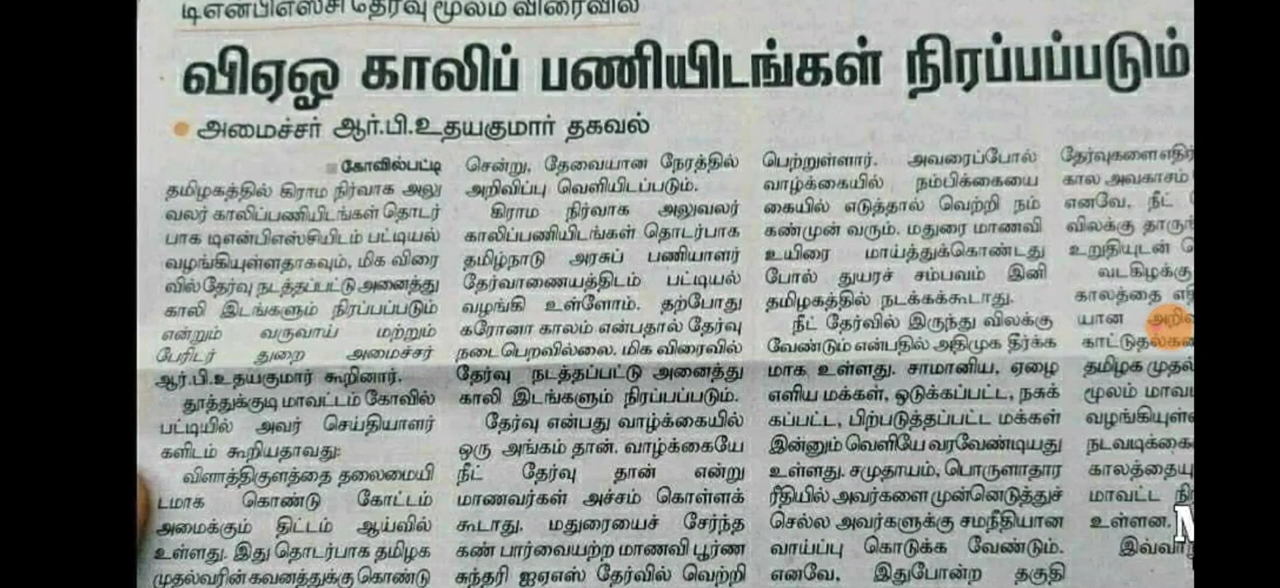 டிஎன்பிஎஸ்சி தேர்வு மூலம் விரைவில்
விஏஓ காலிப் பணியிடங்கள் நிரப்பப்படும்
அமைச்சர் ஆர்.பி.உதயகுமார் தகவல்
கோவில்பட்டி
தமிழகத்தில் கிராம நிர்வாக அலு
வலர் காலிப்பணியிடங்கள் தொடர்
பாக டிஎன்பிஎஸ்சியிடம் பட்டியல்
வழங்கியுள்ளதாகவும், மிக விரை
வில் தேர்வு நடத்தப்பட்டு அனைத்து
காலி இடங்களும் நிரப்பப்படும்
என்றும் வருவாய் மற்றும்
பேரிடர் துறை அமைச்சர்
ஆர்.பி.உதயகுமார் கூறினார்.
தூத்துக்குடி மாவட்டம் கோவில்
பட்டியில் அவர் செய்தியாளர்
களிடம் கூறியதாவது:
விளாத்திகுளத்தை தலைமையி
டமாக கொண்டு கோட்டம்
அமைக்கும் திட்டம் ஆய்வில்
உள்ளது. இது தொடர்பாக தமிழக
முதல்வரின் கவனத்துக்கு கொண்டு
சென்று, தேவையான நேரத்தில்
அறிவிப்பு வெளியிடப்படும்.
கிராம நிர்வாக அலுவலர்
காலிப்பணியிடங்கள் தொடர்பாக
தமிழ்நாடு அரசுப் பணியாளர்
தேர்வாணையத்திடம் பட்டியல்
வழங்கி உள்ளோம். தற்போது
கரோனா காலம் என்பதால் தேர்வு
நடைபெறவில்லை. மிக விரைவில்
தேர்வு நடத்தப்பட்டு அனைத்து
காலி இடங்களும் நிரப்பப்படும்.
தேர்வு என்பது வாழ்க்கையில்
ஒரு அங்கம் தான். வாழ்க்கையே
நீட் தேர்வு தான் என்று
மாணவர்கள் அச்சம் கொள்ளக்
கூடாது. மதுரையைச் சேர்ந்த
கண் பார்வையற்ற மாணவி பூர்ண
சுந்தரி ஐஏஎஸ் தேர்வில் வெற்றி
பெற்றுள்ளார். அவரைப்போல்
வாழ்க்கையில் நம்பிக்கையை
கையில் எடுத்தால் வெற்றி நம்
கண்முன் வரும். மதுரை மாணவி
உயிரை மாய்த்துக்கொண்டது
போல் துயரச் சம்பவம் இனி
தமிழகத்தில் நடக்கக்கூடாது.
நீட் தேர்வில் இருந்து விலக்கு
வேண்டும் என்பதில் அதிமுக தீர்க்க
மாக உள்ளது. சாமானிய, ஏழை
எளிய மக்கள், ஒடுக்கப்பட்ட, நசுக்
கப்பட்ட, பிற்படுத்தப்பட்ட மக்கள்
இன்னும் வெளியே வரவேண்டியது
உள்ளது. சமுதாயம், பொருளாதார
ரீதியில் அவர்களை முன்னெடுத்துச்
செல்ல அவர்களுக்கு சமநீதியான
வாய்ப்பு கொடுக்க வேண்டும்.
எனவே, இதுபோன்ற தகுதி
தேர்வுகளை எதிர்
கால அவகாசம்
எனவே, நீட்
விலக்கு தாருங்
உறுதியுடன்
வடகிழக்கு
காலத்தை எதி
யான அறிவ
காட்டுதல்க
தமிழக முதல்
மூலம் மாவ
வழங்கியுள்
நடவடிக்கை
காலத்தையு
மாவட்ட நி
உள்ளன.
இவ்வா